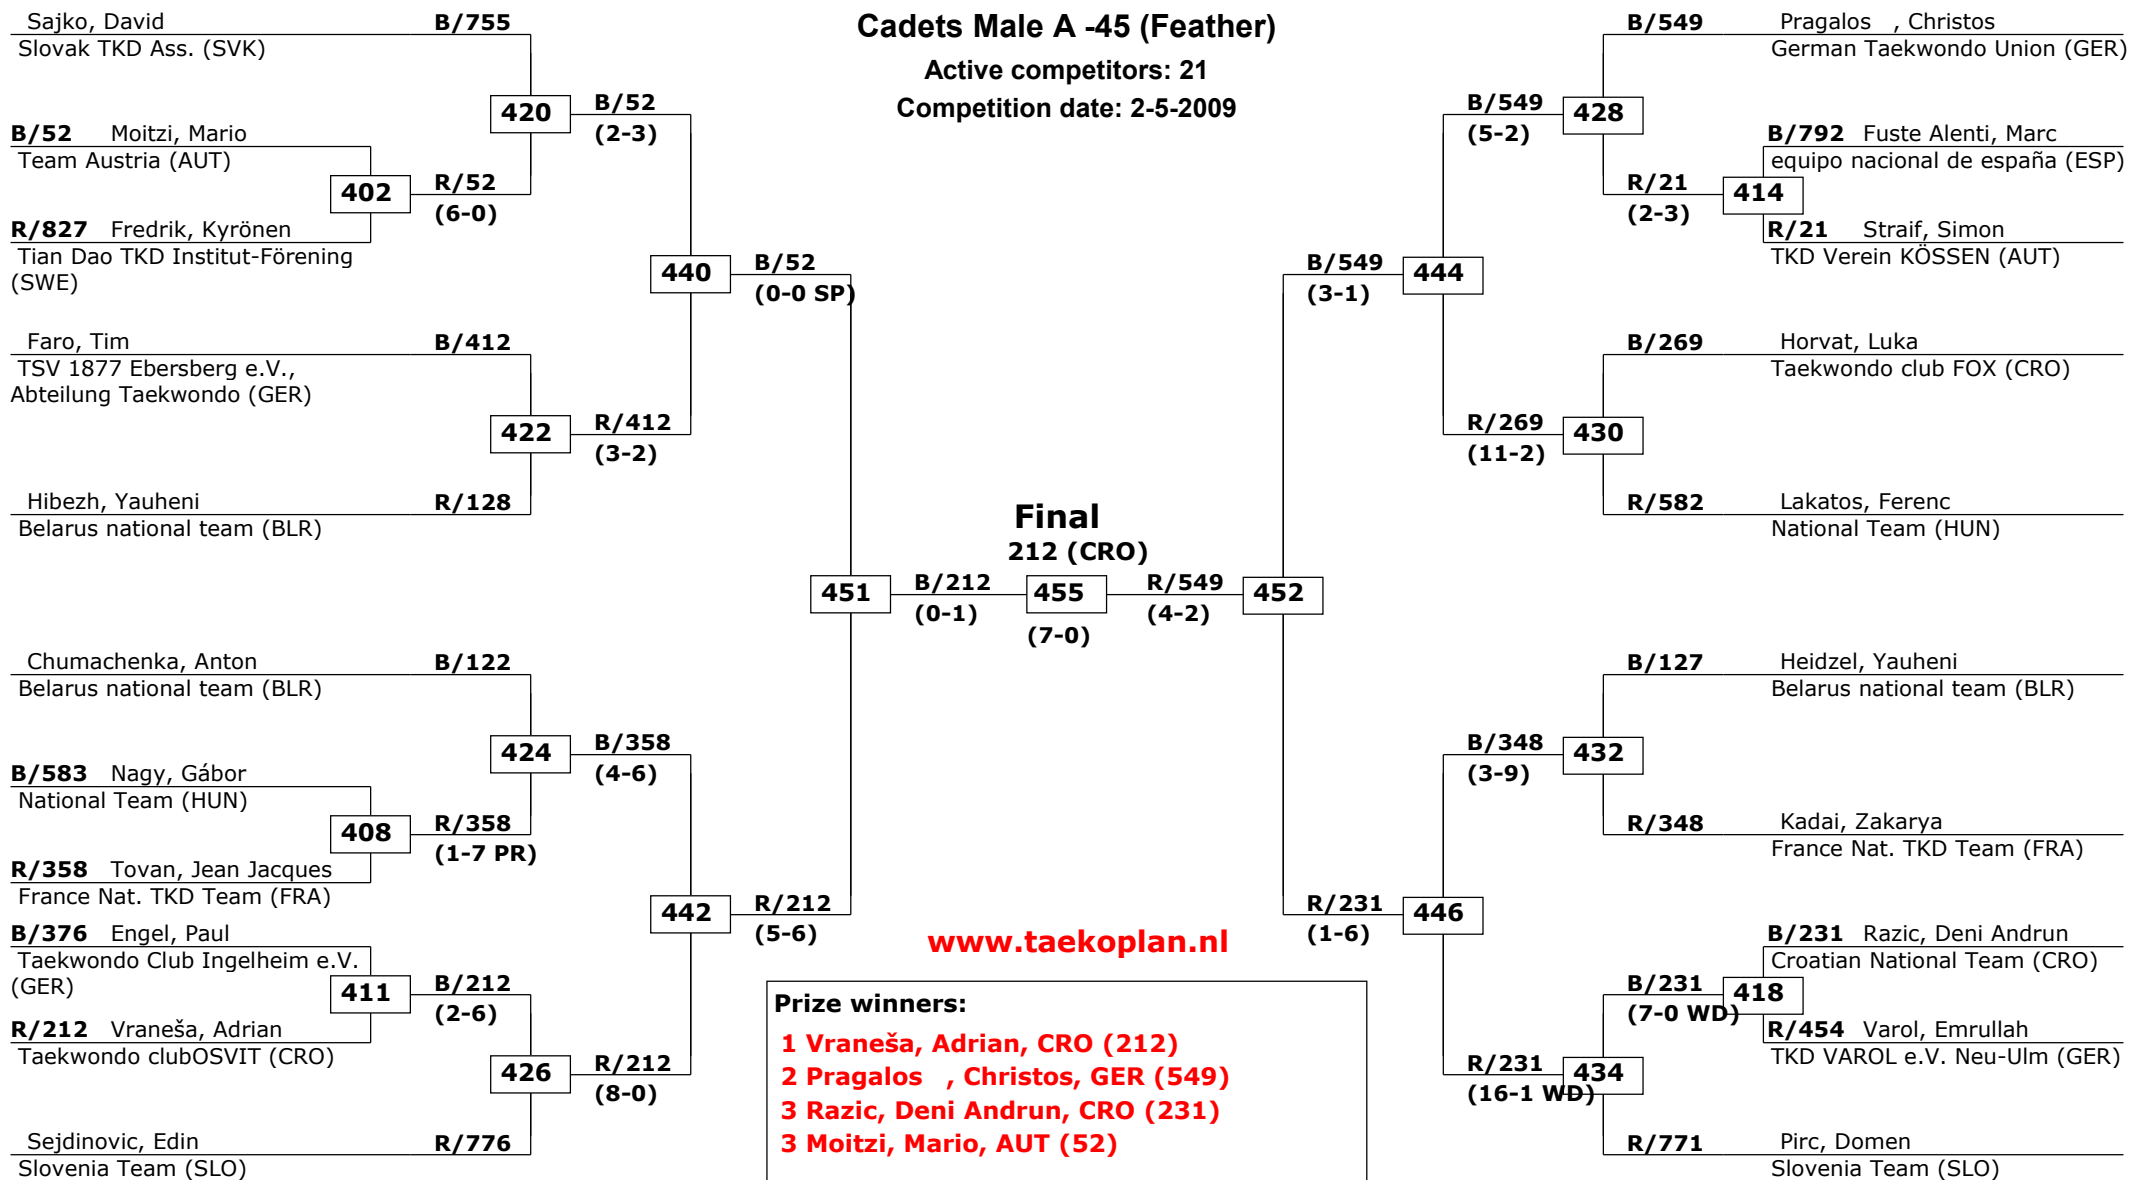 Cadets Male A -45 (Feather)
Active competitors: 21
Competition date: 2-5-2009
Sajko, David B/755
Slovak TKD Ass. (SVK)
420
B/52
(2-3)
B/52 Moitzi, Mario
Team Austria (AUT)
402
R/52
(6-0)
R/827 Fredrik, Kyrönen
Tian Dao TKD Institut-Förening
(SWE)
440
B/52
(0-0 SP)
Faro, Tim B/412
TSV 1877 Ebersberg e.V.,
Abteilung Taekwondo (GER)
422
R/412
(3-2)
Hibezh, Yauheni R/128
Belarus national team (BLR)
451
B/212
(0-1)
Chumachenka, Anton B/122
Belarus national team (BLR)
424
B/358
(4-6)
B/583 Nagy, Gábor
National Team (HUN)
408
R/358
(1-7 PR)
R/358 Tovan, Jean Jacques
France Nat. TKD Team (FRA)
442
R/212
(5-6)
B/376 Engel, Paul
Taekwondo Club Ingelheim e.V.
(GER)
411
B/212
(2-6)
R/212 Vraneša, Adrian
Taekwondo clubOSVIT (CRO)
426
R/212
(8-0)
Sejdinovic, Edin R/776
Slovenia Team (SLO)
Final
212 (CRO)
455
(7-0)
R/549
(4-2)
452
B/549 Pragalos , Christos
German Taekwondo Union (GER)
B/549
(5-2)
428
B/792 Fuste Alenti, Marc
equipo nacional de españa (ESP)
R/21
(2-3)
414
R/21 Straif, Simon
TKD Verein KÖSSEN (AUT)
B/549
(3-1)
444
B/269 Horvat, Luka
Taekwondo club FOX (CRO)
R/269
(11-2)
430
R/582 Lakatos, Ferenc
National Team (HUN)
B/127 Heidzel, Yauheni
Belarus national team (BLR)
B/348
(3-9)
432
R/348 Kadai, Zakarya
France Nat. TKD Team (FRA)
R/231
(1-6)
446
B/231 Razic, Deni Andrun
Croatian National Team (CRO)
B/231
(7-0 WD)
418
R/454 Varol, Emrullah
TKD VAROL e.V. Neu-Ulm (GER)
R/231
(16-1 WD)
434
R/771 Pirc, Domen
Slovenia Team (SLO)
www.taekoplan.nl
Prize winners:
1 Vraneša, Adrian, CRO (212)
2 Pragalos , Christos, GER (549)
3 Razic, Deni Andrun, CRO (231)
3 Moitzi, Mario, AUT (52)